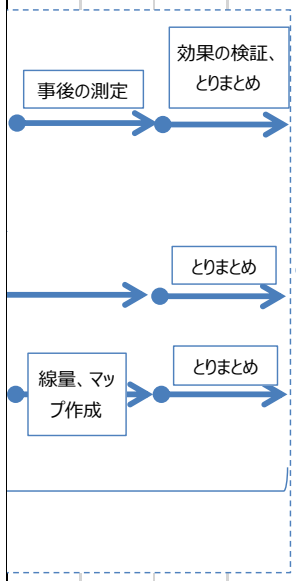 効果の検証、
とりまとめ
事後の測定
とりまとめ
線量、マッ
プ作成
とりまとめ